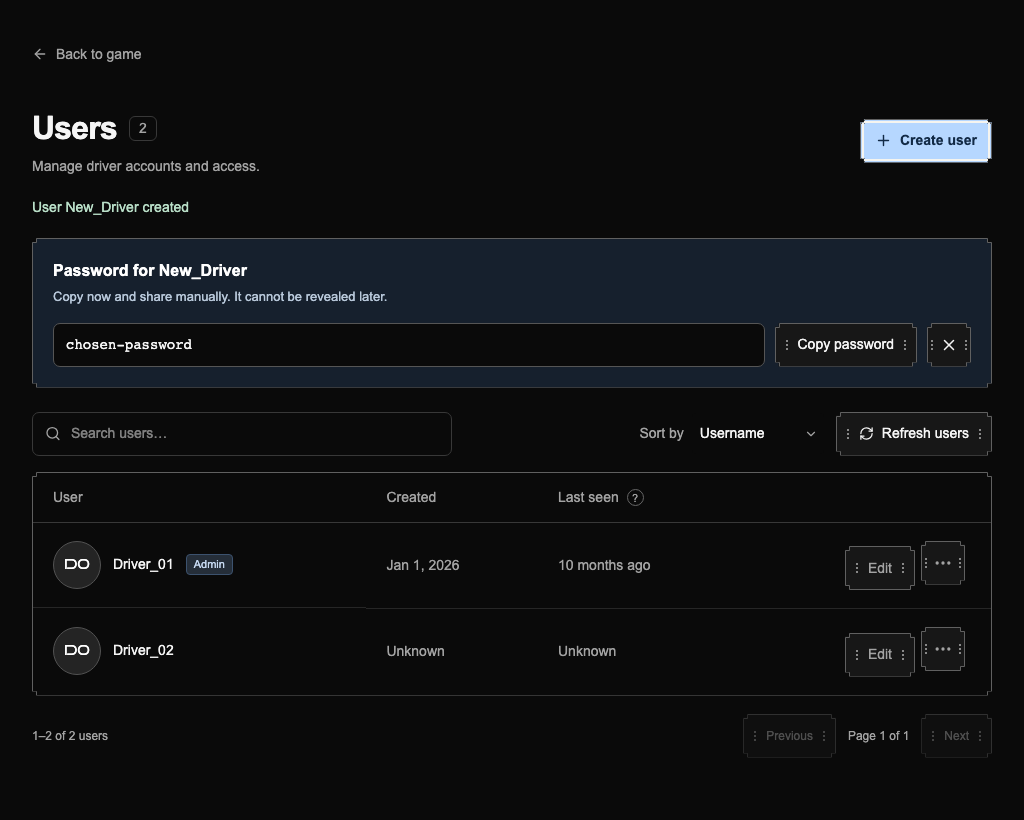 Back to game
Users 2
Create user
Manage driver accounts and access.
User New_Driver created
Password for New_Driver
Copy now and share manually. It cannot be revealed later.
chosen-password
Copy password
Search users…
Sort by Username
Refresh users
User Created Last seen ?
DO Driver_01 Admin Jan 1, 2026 10 months ago Edit
DO Driver_02 Unknown Unknown Edit
1–2 of 2 users Previous Page 1 of 1 Next